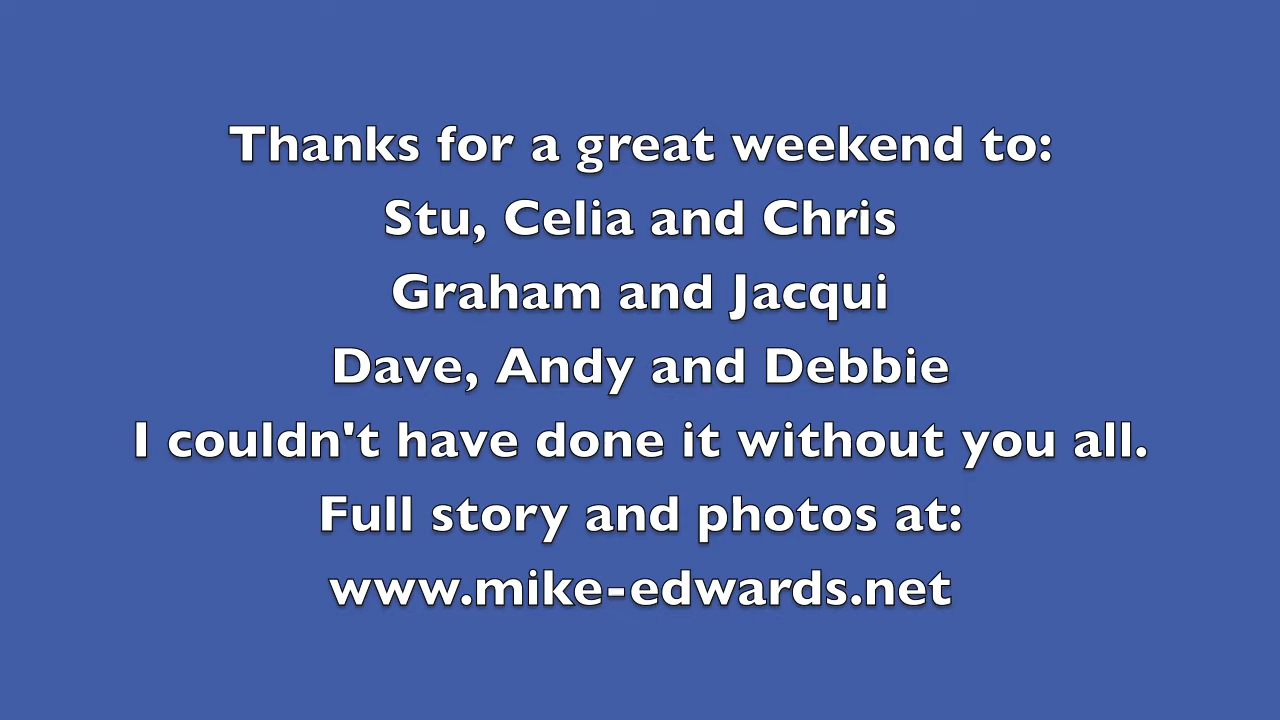 Thanks for a great weekend to:
Stu, Celia and Chris
Graham and Jacqui
Dave, Andy and Debbie
I couldn't have done it without you all.
Full story and photos at:
www.mike-edwards.net